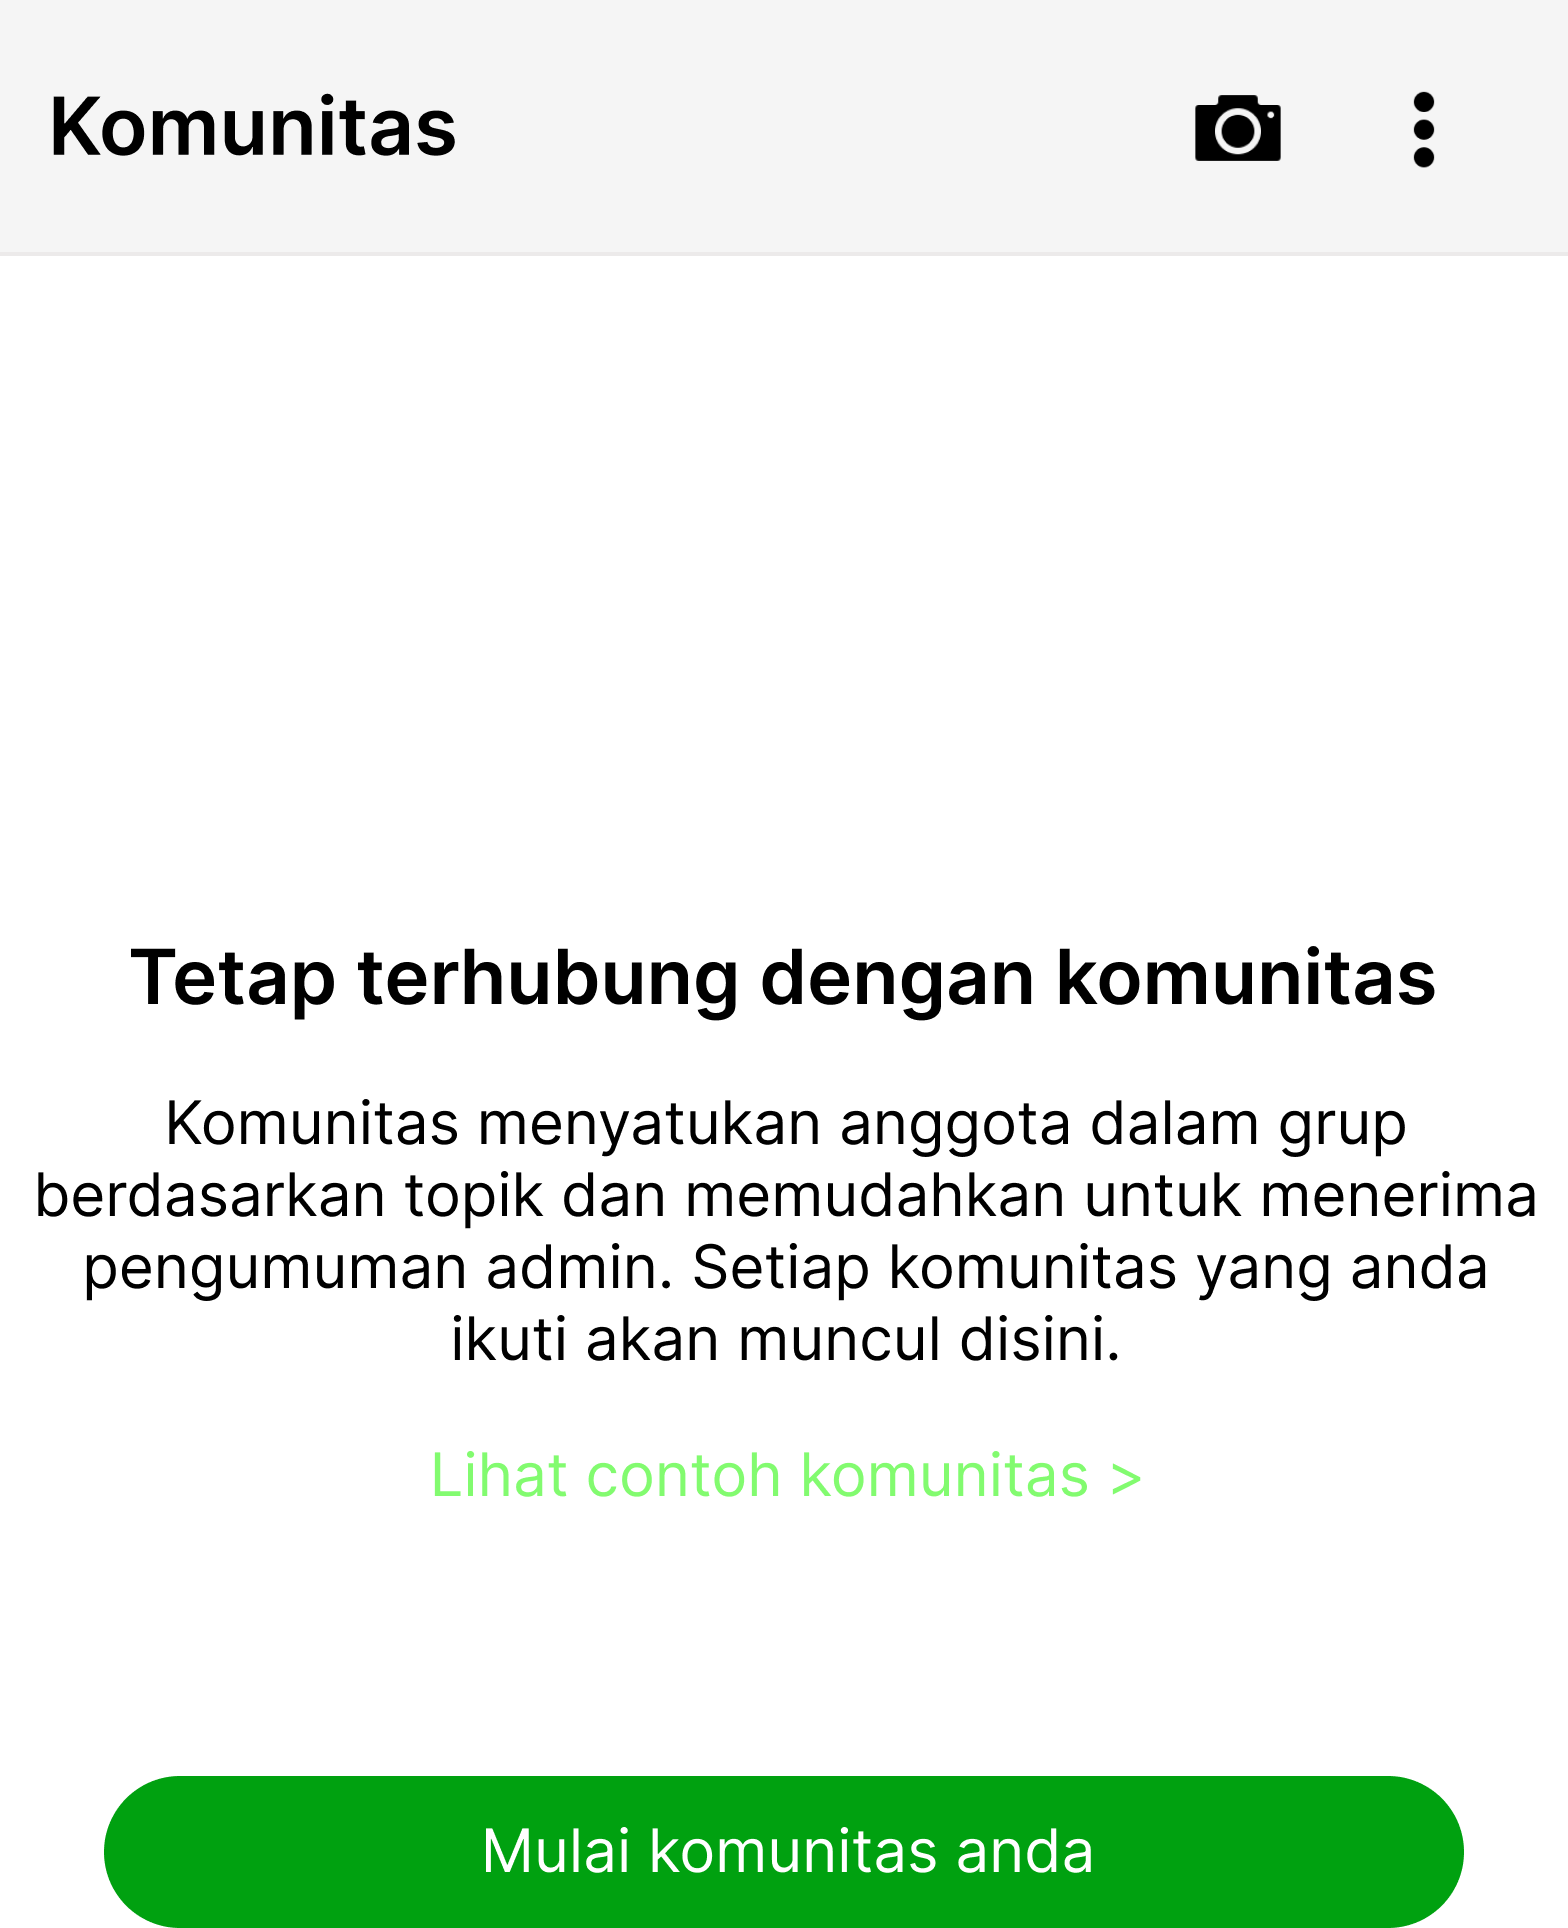 Komunitas
Tetap terhubung dengan komunitas
Komunitas menyatukan anggota dalam grup
berdasarkan topik dan memudahkan untuk menerima
pengumuman admin. Setiap komunitas yang anda
ikuti akan muncul disini.
Lihat contoh komunitas >
Mulai komunitas anda